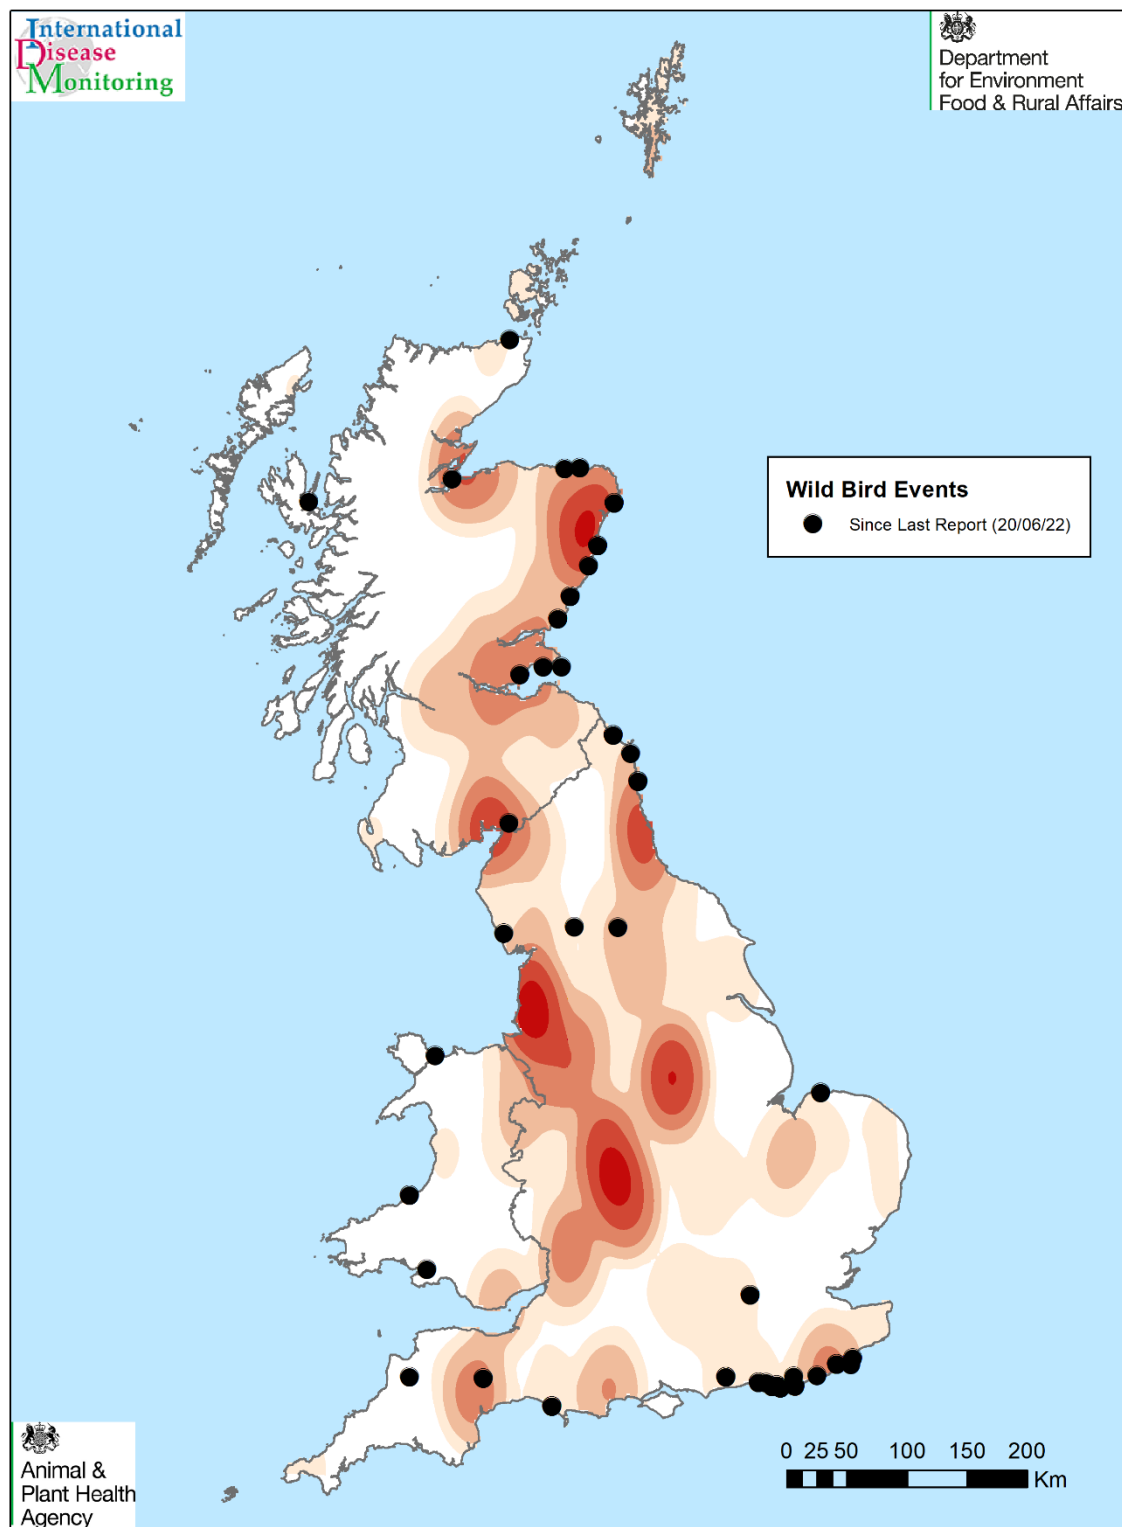 International
Disease
Monitoring
Department
for Environment
Food & Rural Affairs
Wild Bird Events
Since Last Report (20/06/22)
0 25 50 100 150 200
Km
Animal &
Plant Health
Agency